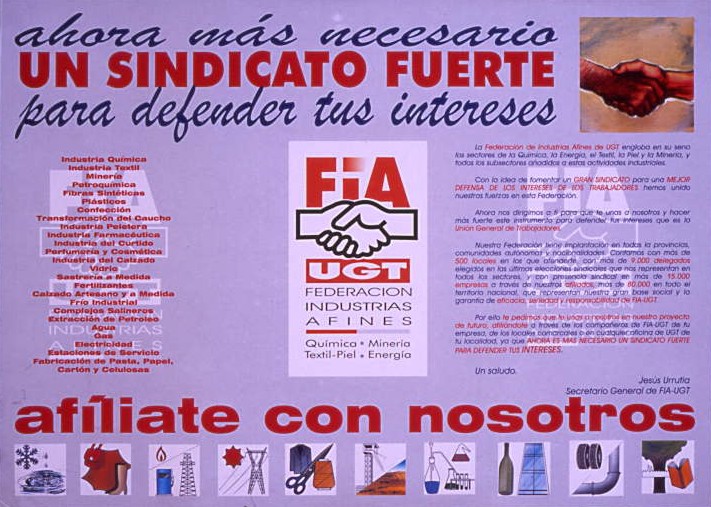 ahora más necesario
UN SINDICATO FUERTE
para defender tus intereses
Industria Química
Industria Textil
Minería
Petroquímica
Fibras Sintéticas
Plásticos
Confección
Transformación del Caucho
Industria Peletera
Industria Farmacéutica
Industria del Curtido
Perfumería y Cosmética
Industria del Calzado
Vidrio
Sastrería a Medida
Fertilizantes
Calzado Artesano y a Medida
Frío Industrial
Complejos Salineros
Extracción de Petroleo
Agua
Gas
Electricidad
Estaciones de Servicio
Fabricación de Pasta, Papel,
Cartón y Celulosas
FiA
UGT
FEDERACION
INDUSTRIAS
AFINES
Química • Minería
Textil-Piel • Energía
La Federación de Industrias Afines de UGT engloba en su seno
los sectores de la Química, la Energía, el Textil, la Piel y la Minería, y
todos los subsectores añadidos a estas actividades industriales.
Con la idea de fomentar un GRAN SINDICATO para una MEJOR
DEFENSA DE LOS INTERESES DE LOS TRABAJADORES hemos unido
nuestras fuerzas en esta Federación.
Ahora nos dirigimos a ti para que te unas a nosotros y hacer
más fuerte este instrumento para defender tus intereses que es la
Unión General de Trabajadores.
Nuestra Federación tiene implantación en todas la provincias,
comunidades autónomas y nacionalidades. Contamos con más de
500 locales en los que atenderte, con más de 9.000 delegados
elegidos en las últimas elecciones sindicales que nos representan en
todos los sectores, y con presencia sindical en más de 15.000
empresas a través de nuestros afiliados, más de 80.000 en todo el
territorio nacional, que representan nuestra gran base social y la
garantía de eficacia, seriedad y responsabilidad de FIA-UGT.
Por ello te pedimos que te unas a nosotros en nuestro proyecto
de futuro, afiliándote a través de los compañeros de FIA-UGT de tu
empresa, de los locales comarcales o en cualquier oficina de UGT de
tu localidad, ya que AHORA ES MAS NECESARIO UN SINDICATO FUERTE
PARA DEFENDER TUS INTERESES.
Un saludo.
Jesús Urrutia
Secretario General de FIA-UGT
FiA
UGT
FEDERACION
INDUSTRIAS
AFINES
FiA
UGT
FEDERACION
INDUSTRIAS
AFINES
afíliate con nosotros